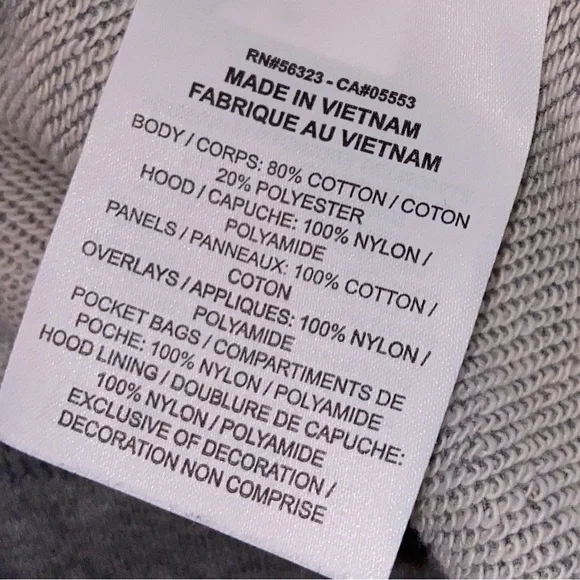 RN#56323 - CA#05553
MADE IN VIETNAM
FABRIQUE AU VIETNAM
BODY / CORPS: 80% COTTON / COTON
20% POLYESTER
HOOD / CAPUCHE: 100% NYLON /
POLYAMIDE
PANELS / PANNEAUX: 100% COTTON /
COTON
OVERLAYS / APPLIQUES: 100% NYLON /
POLYAMIDE
POCKET BAGS / COMPARTIMENTS DE
POCHE: 100% NYLON / POLYAMIDE
HOOD LINING / DOUBLURE DE CAPUCHE:
100% NYLON / POLYAMIDE
EXCLUSIVE OF DECORATION /
DECORATION NON COMPRISE